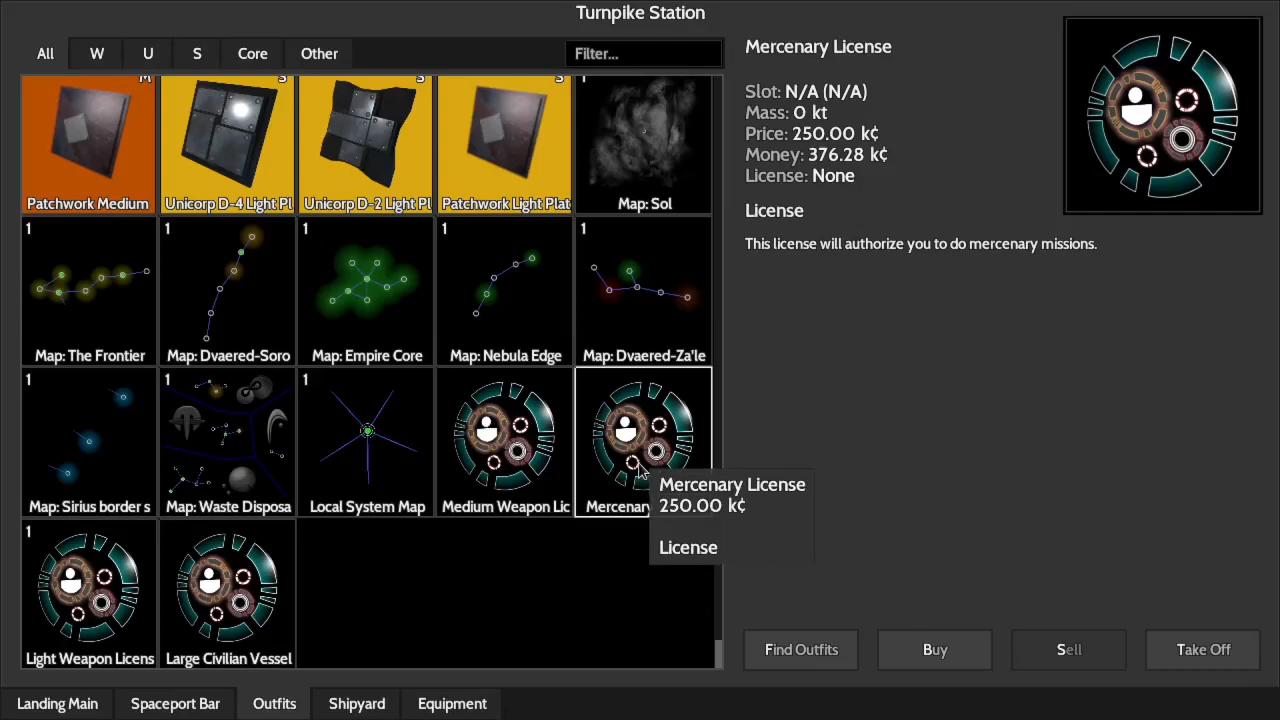 Turnpike Station
All
W
U
S
Core
Other
Filter...
M
S
S
S
1
Patchwork Medium
Unicorp D-4 Light Pl
Unicorp D-2 Light Pl
Patchwork Light Plat
Map: Sol
1
1
1
1
1
Map: The Frontier
Map: Dvaered-Soro
Map: Empire Core
Map: Nebula Edge
Map: Dvaered-Za'le
1
1
1
Map: Sirius border s
Map: Waste Disposa
Local System Map
Medium Weapon Lic
Mercenary
1
Light Weapon Licens
Large Civilian Vessel
Mercenary License
250.00 k¢
License
Mercenary License
Slot: N/A (N/A)
Mass: 0 kt
Price: 250.00 k¢
Money: 376.28 k¢
License: None
License
This license will authorize you to do mercenary missions.
Find Outfits
Buy
Sell
Take Off
Landing Main
Spaceport Bar
Outfits
Shipyard
Equipment